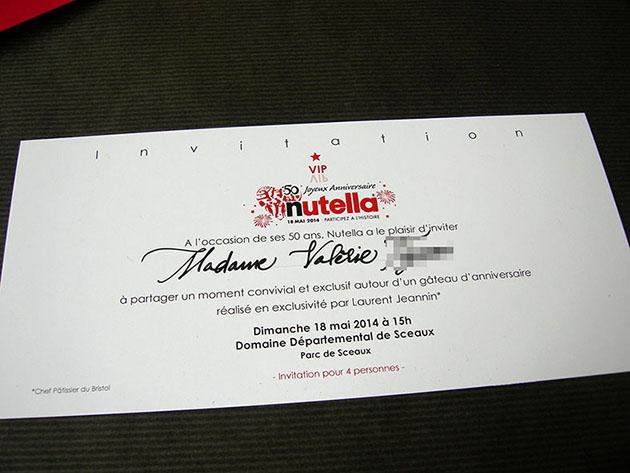 Invitation
VIP
VIP
50 Joyeux Anniversaire
nutella
18 MAI 2014 - PARTICIPEZ A L'HISTOIRE
A l'occasion de ses 50 ans, Nutella a le plaisir d'inviter
Madame Valérie
à partager un moment convivial et exclusif autour d'un gâteau d'anniversaire
réalisé en exclusivité par Laurent Jeannin*
Dimanche 18 mai 2014 à 15h
Domaine Départemental de Sceaux
Parc de Sceaux
- Invitation pour 4 personnes -
*Chef Pâtissier du Bristol